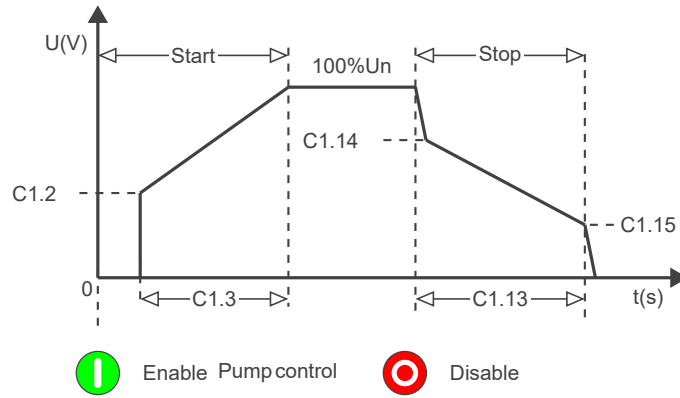 U(V)
Start
Stop
100%Un
C1.14
C1.2
C1.15
0
C1.3
C1.13
t(s)
Enable Pump control
Disable